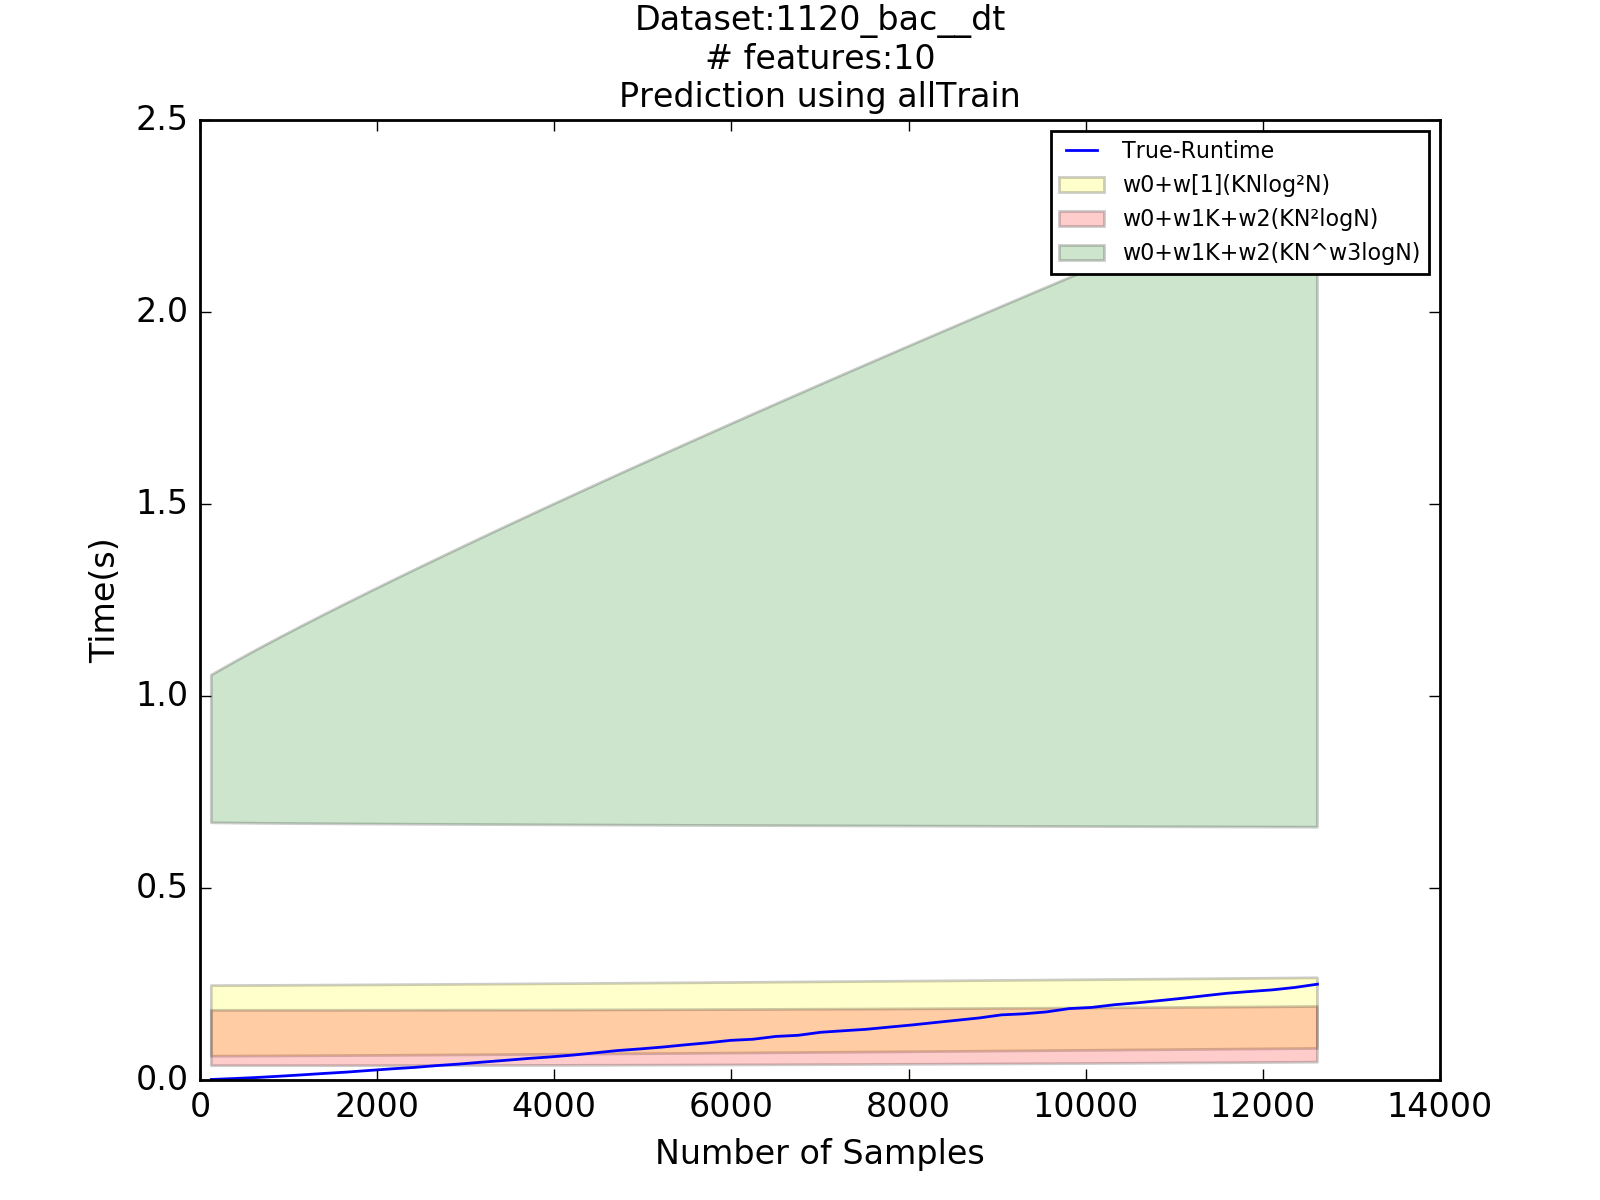 Dataset:1120_bac__dt
# features:10
Prediction using allTrain
True-Runtime
w0+w[1](KNlog²N)
w0+w1K+w2(KN²logN)
w0+w1K+w2(KN^w3logN)
2.5
2.0
1.5
1.0
0.5
0.0
Time(s)
0 2000 4000 6000 8000 10000 12000 14000
Number of Samples